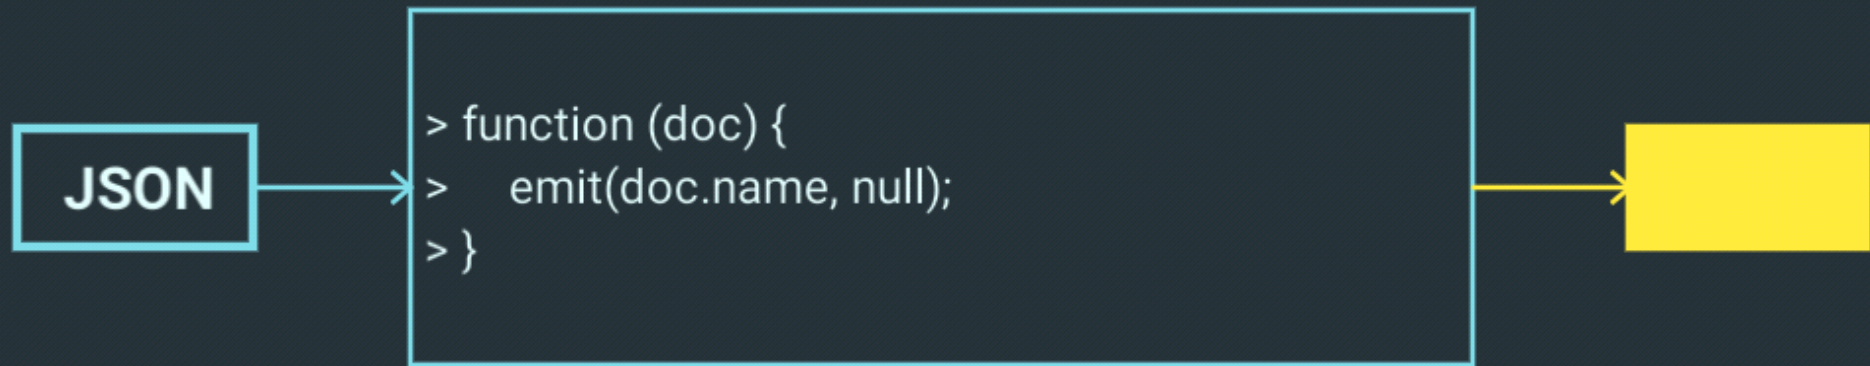 JSON
> function (doc) {
>     emit(doc.name, null);
> }